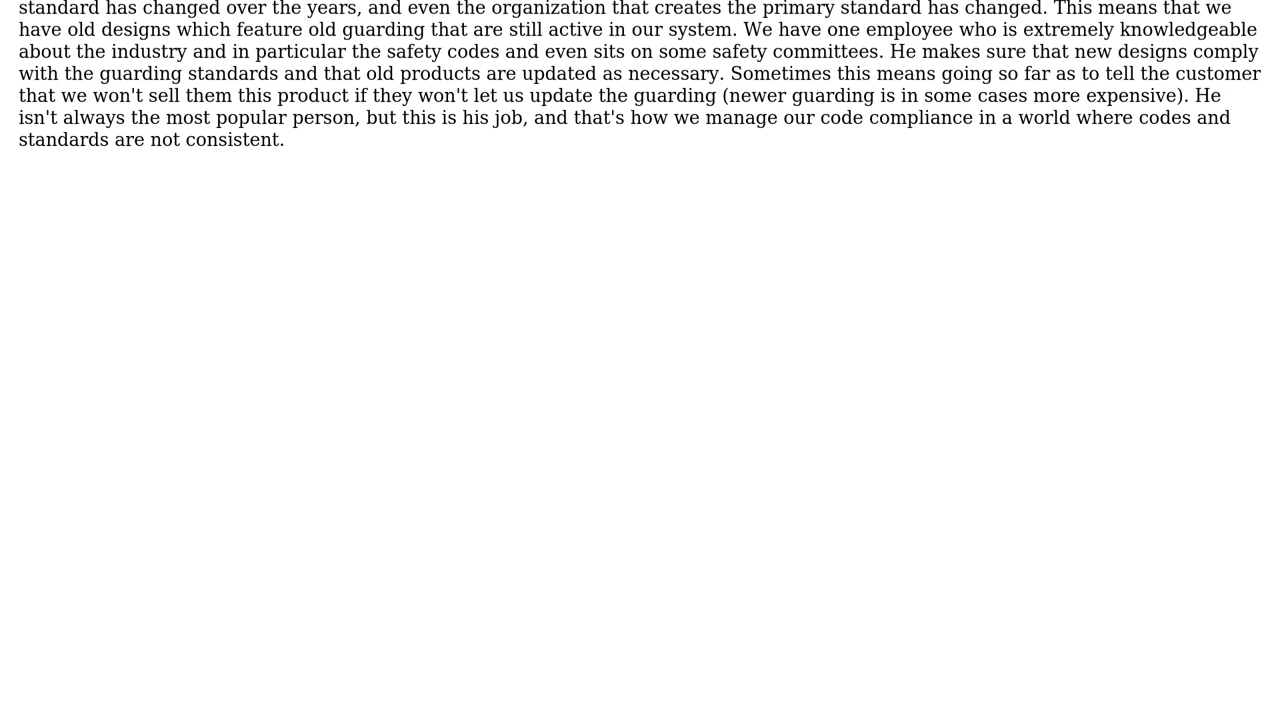 standard has changed over the years, and even the organization that creates the primary standard has changed. This means that we
have old designs which feature old guarding that are still active in our system. We have one employee who is extremely knowledgeable
about the industry and in particular the safety codes and even sits on some safety committees. He makes sure that new designs comply
with the guarding standards and that old products are updated as necessary. Sometimes this means going so far as to tell the customer
that we won't sell them this product if they won't let us update the guarding (newer guarding is in some cases more expensive). He
isn't always the most popular person, but this is his job, and that's how we manage our code compliance in a world where codes and
standards are not consistent.